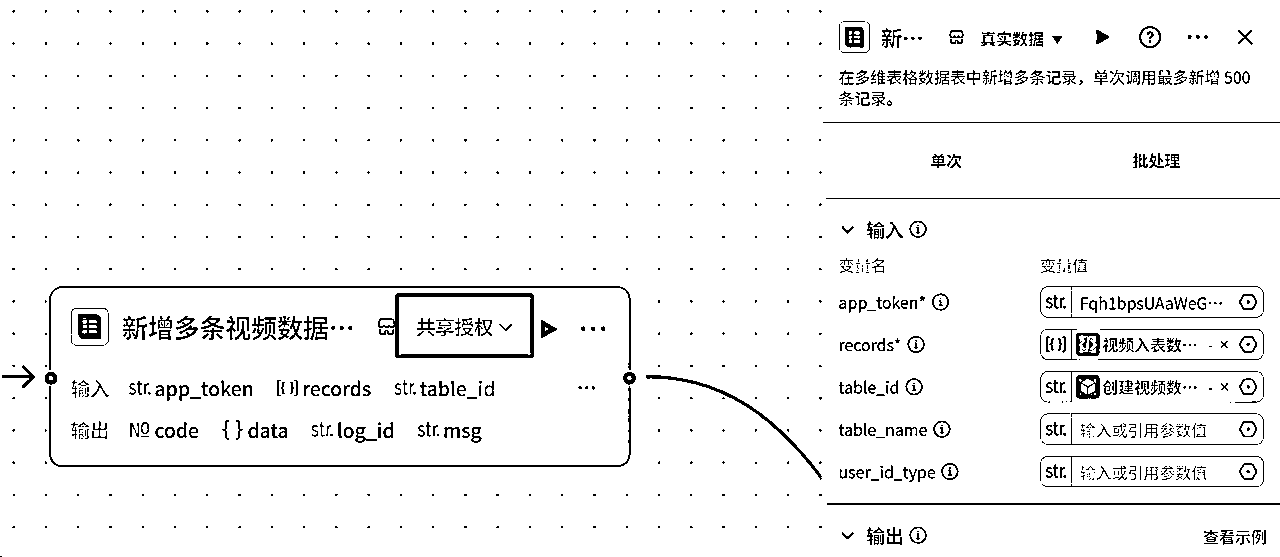 新增多条视频数据… 共享授权
输入 str. app_token [{}] records str. table_id …
输出 № code {} data str. log_id str. msg
新… 真实数据
在多维表格数据表中新增多条记录，单次调用最多新增 500
条记录。
单次 批处理
输入
变量名 变量值
app_token* str. Fqh1bpsUAaWeG…
records* [{}] 视频入表数… - ×
table_id str. 创建视频数… - ×
table_name str. 输入或引用参数值
user_id_type str. 输入或引用参数值
输出 查看示例